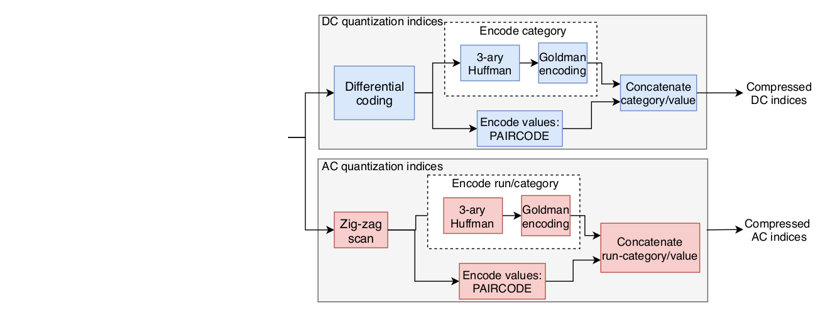 DC quantization indices
Encode category
3-ary
Huffman
Goldman
encoding
Differential
coding
Encode values:
PAIRCODE
Concatenate
category/value
Compressed
DC indices
AC quantization indices
Encode run/category
3-ary
Huffman
Goldman
encoding
Zig-zag
scan
Encode values:
PAIRCODE
Concatenate
run-category/value
Compressed
AC indices